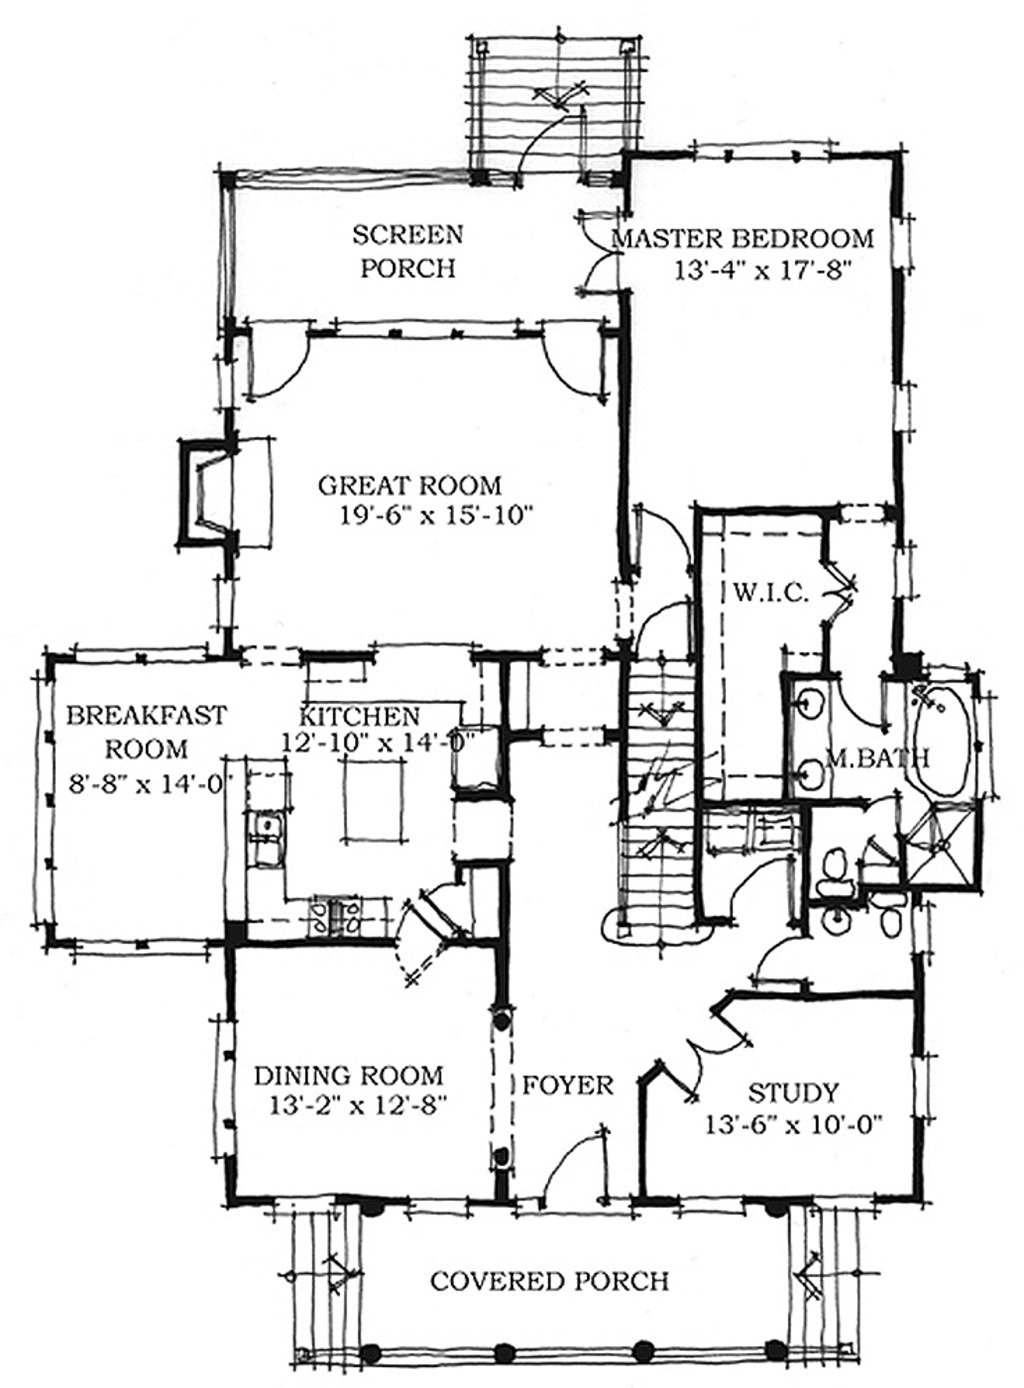 SCREEN
PORCH
MASTER BEDROOM
13'-4" x 17'-8"
GREAT ROOM
19'-6" x 15'-10"
W.I.C.
BREAKFAST
ROOM
8'-8" x 14'-0
KITCHEN
12'-10" x 14'-0"
M.BATH
DINING ROOM
13'-2" x 12'-8"
FOYER
STUDY
13'-6" x 10'-0"
COVERED PORCH